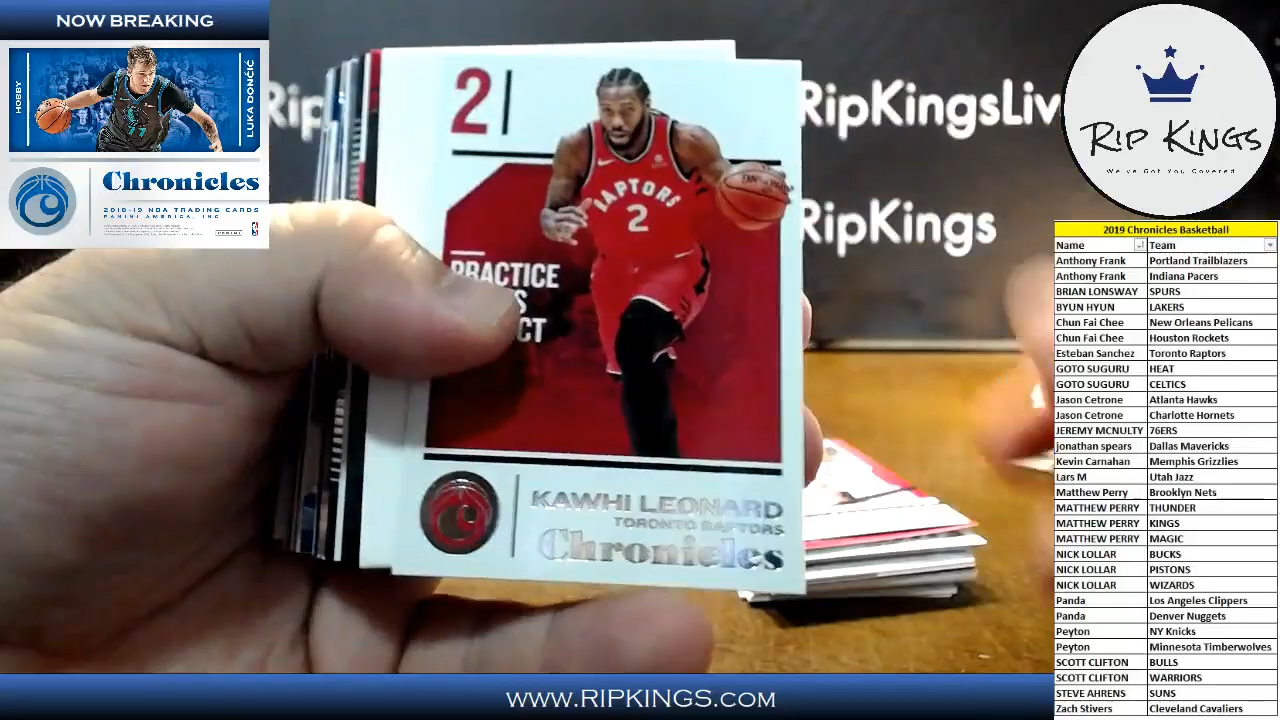 NOW BREAKING
HOBBY
LUKA DONČIĆ
77
Chronicles
2018-19 NBA TRADING CARDS
PANINI AMERICA, INC.
PANINI
RipKingsLiv
RipKings
Rip
2
PRACTICE
RAPTORS
2
KAWHI LEONARD
TORONTO RAPTORS
Chronicles
RIP KINGS
We've Got You Covered
2019 Chronicles Basketball
Name Team
Anthony Frank Portland Trailblazers
Anthony Frank Indiana Pacers
BRIAN LONSWAY SPURS
BYUN HYUN LAKERS
Chun Fai Chee New Orleans Pelicans
Chun Fai Chee Houston Rockets
Esteban Sanchez Toronto Raptors
GOTO SUGURU HEAT
GOTO SUGURU CELTICS
Jason Cetrone Atlanta Hawks
Jason Cetrone Charlotte Hornets
JEREMY MCNULTY 76ERS
jonathan spears Dallas Mavericks
Kevin Carnahan Memphis Grizzlies
Lars M Utah Jazz
Matthew Perry Brooklyn Nets
MATTHEW PERRY THUNDER
MATTHEW PERRY KINGS
MATTHEW PERRY MAGIC
NICK LOLLAR BUCKS
NICK LOLLAR PISTONS
NICK LOLLAR WIZARDS
Panda Los Angeles Clippers
Panda Denver Nuggets
Peyton NY Knicks
Peyton Minnesota Timberwolves
SCOTT CLIFTON BULLS
SCOTT CLIFTON WARRIORS
STEVE AHRENS SUNS
Zach Stivers Cleveland Cavaliers
WWW.RIPKINGS.COM